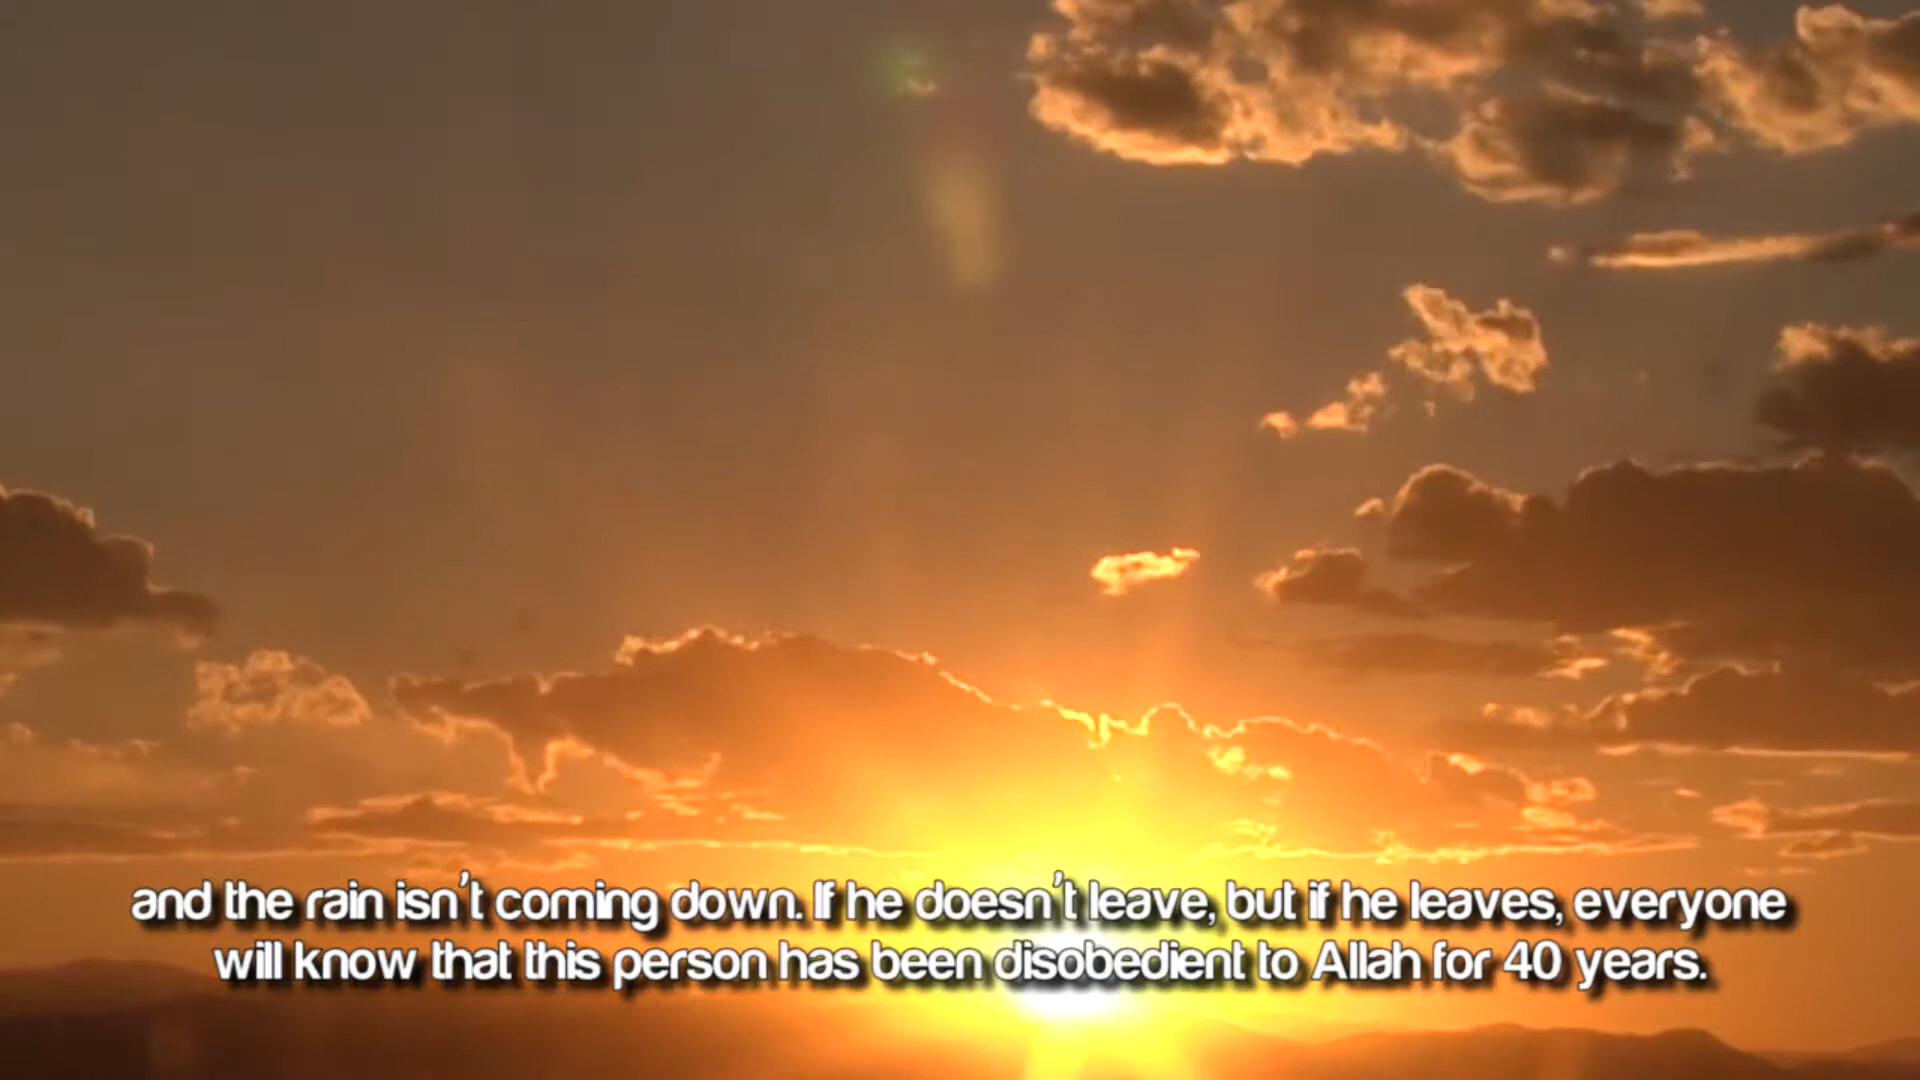 and the rain isn't coming down. If he doesn't leave, but if he leaves, everyone
will know that this person has been disobedient to Allah for 40 years.